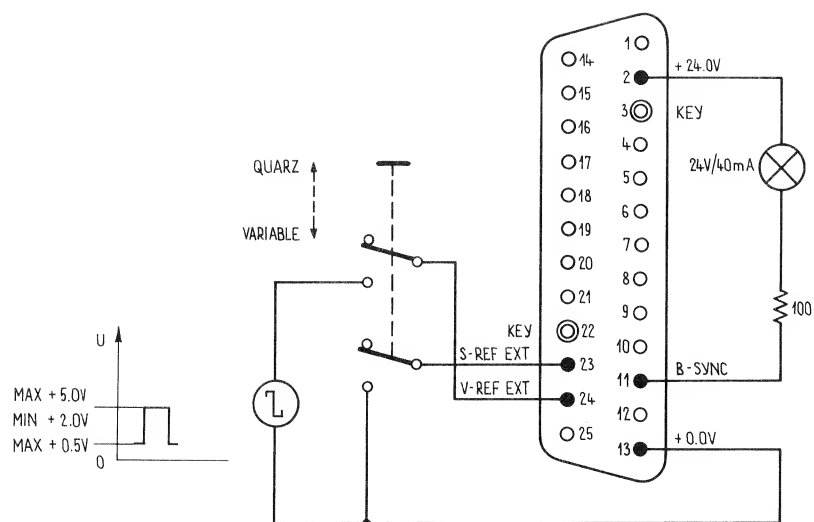 QUARZ
VARIABLE
U
MAX + 5.0V
MIN + 2.0V
MAX + 0.5V
0
14
15
16
17
18
19
20
21
KEY 22
S-REF EXT 23
V-REF EXT 24
25
1
2 + 24.0V
3 KEY
4
5
6
7
8
9
10
11 B-SYNC
12
13 + 0.0V
24V/40mA
100